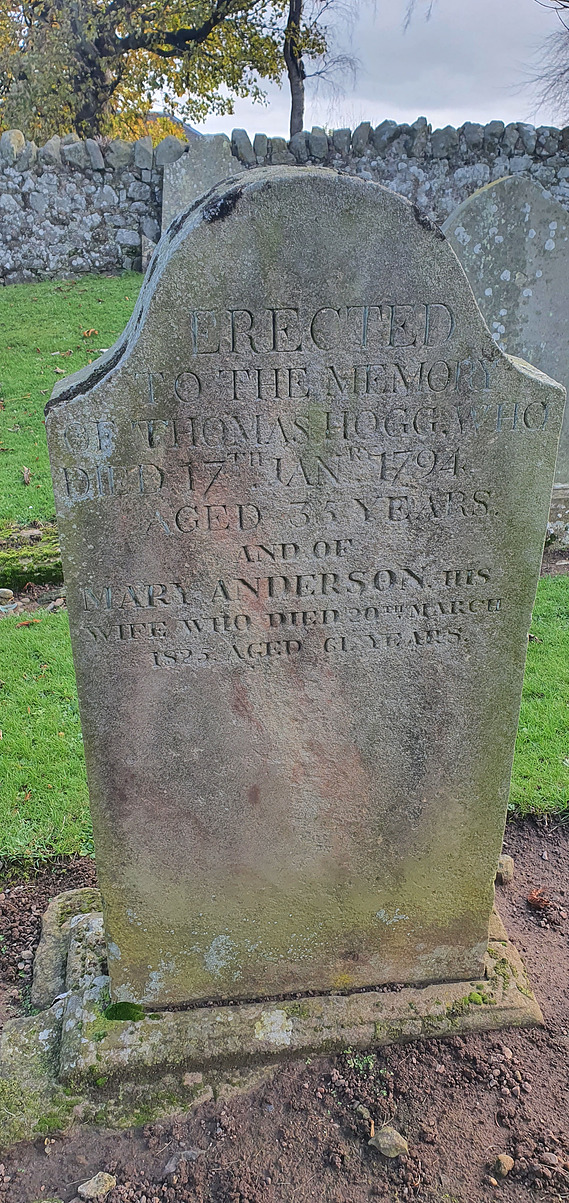 ERECTED
TO THE MEMORY
OF THOMAS HOGG, WHO
DIED 17TH JANR 1794.
AGED 35 YEARS.
AND OF
MARY ANDERSON, HIS
WIFE WHO DIED 20TH MARCH
1825. AGED 61. YEARS.